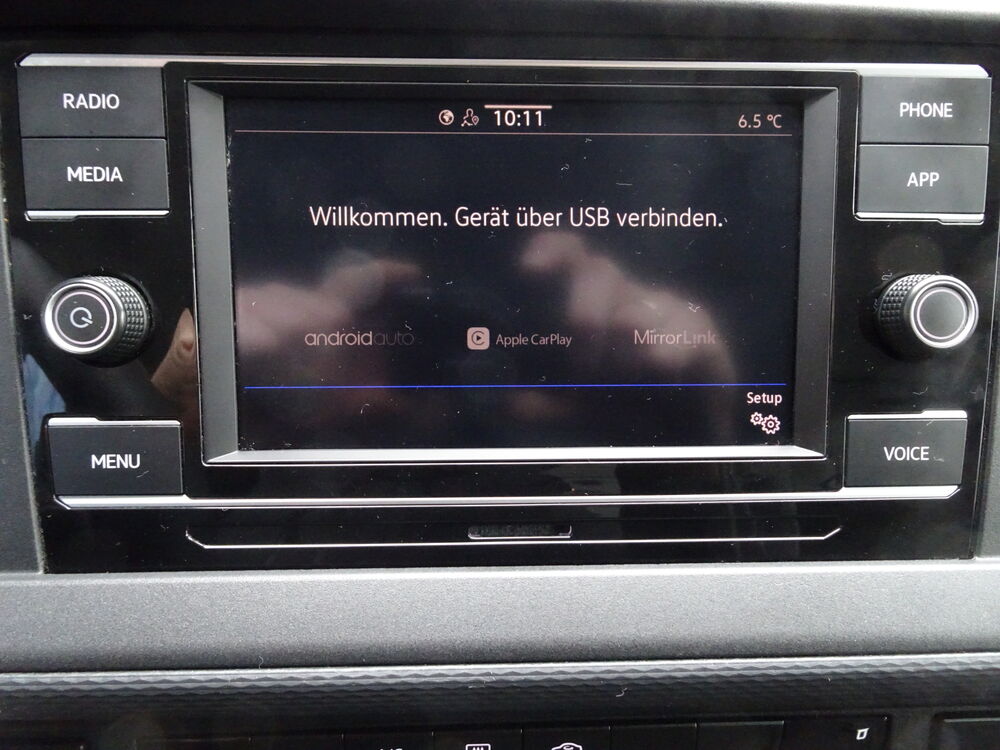 RADIO
MEDIA
PHONE
APP
10:11
6.5 °C
Willkommen. Gerät über USB verbinden.
androidauto
Apple CarPlay
MirrorLink
Setup
MENU
VOICE